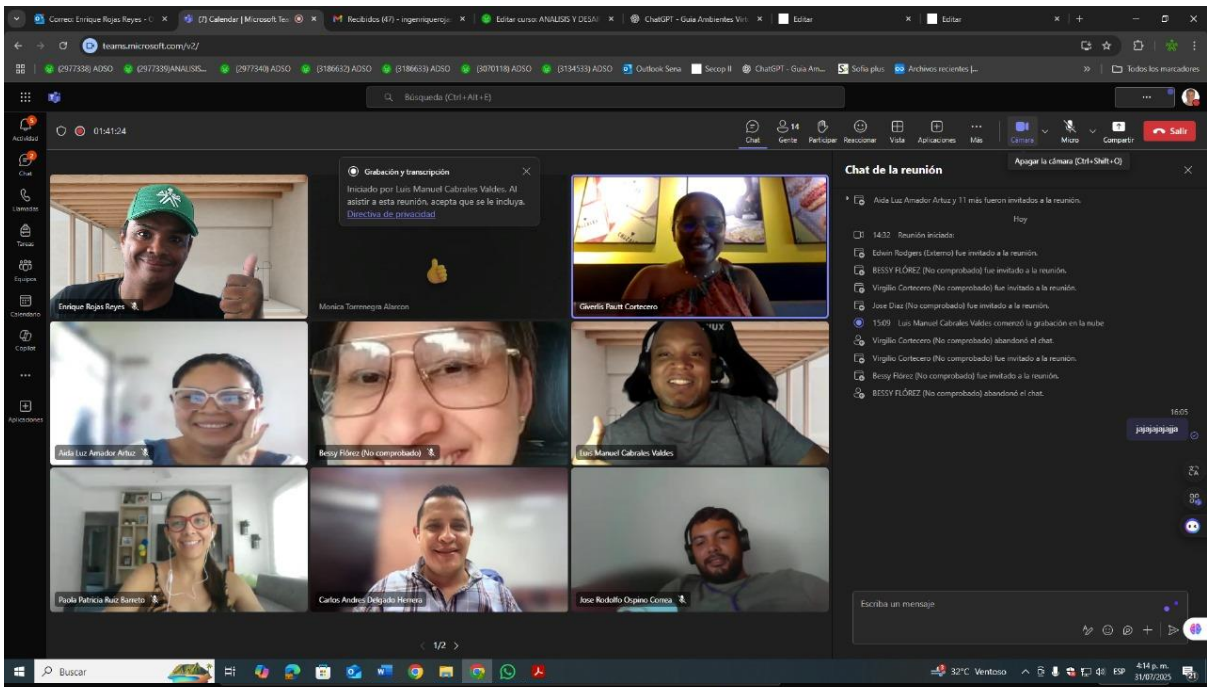 Correo: Enrique Rojas Reyes - O
(7) Calendar | Microsoft Tea
Recibidos (47) - ingenriqueroja
Editar curso: ANALISIS Y DESAR
ChatGPT - Guia Ambientes Virt
Editar
Editar
teams.microsoft.com/v2/
(2977338) ADSO
(2977339)ANALISIS...
(2977340) ADSO
(3186632) ADSO
(3186633) ADSO
(3070118) ADSO
(3134533) ADSO
Outlook Sena
Secop II
ChatGPT - Guia Am...
Sofia plus
Archivos recientes |...
Todos los marcadores
Búsqueda (Ctrl+Alt+E)
Actividad
Chat
Llamadas
Tareas
Equipos
Calendario
Copilot
Aplicaciones
01:41:24
Chat
14
Gente
Participar
Reaccionar
Vista
Aplicaciones
Más
Cámara
Micro
Compartir
Salir
Apagar la cámara (Ctrl+Shift+O)
Grabación y transcripción
Iniciado por Luis Manuel Cabrales Valdes. Al
asistir a esta reunión, acepta que se le incluya.
Directiva de privacidad
Enrique Rojas Reyes
Monica Torrenegra Alarcon
Giverlis Pautt Cortecero
Aida Luz Amador Artuz
Bessy Flórez (No comprobado)
Luis Manuel Cabrales Valdes
Paola Patricia Ruiz Barreto
Carlos Andres Delgado Herrera
Jose Rodolfo Ospino Correa
1/2
Chat de la reunión
Aida Luz Amador Artuz y 11 más fueron invitados a la reunión.
Hoy
14:32 Reunión iniciada:
Edwin Rodgers (Externo) fue invitado a la reunión.
BESSY FLÓREZ (No comprobado) fue invitado a la reunión.
Virgilio Cortecero (No comprobado) fue invitado a la reunión.
Jose Diaz (No comprobado) fue invitado a la reunión.
15:09 Luis Manuel Cabrales Valdes comenzó la grabación en la nube
Virgilio Cortecero (No comprobado) abandonó el chat.
Virgilio Cortecero (No comprobado) fue invitado a la reunión.
Bessy Flórez (No comprobado) fue invitado a la reunión.
BESSY FLÓREZ (No comprobado) abandonó el chat.
16:05
jajajajajajja
Escriba un mensaje
Buscar
32°C Ventoso
ESP
4:14 p. m.
31/07/2025